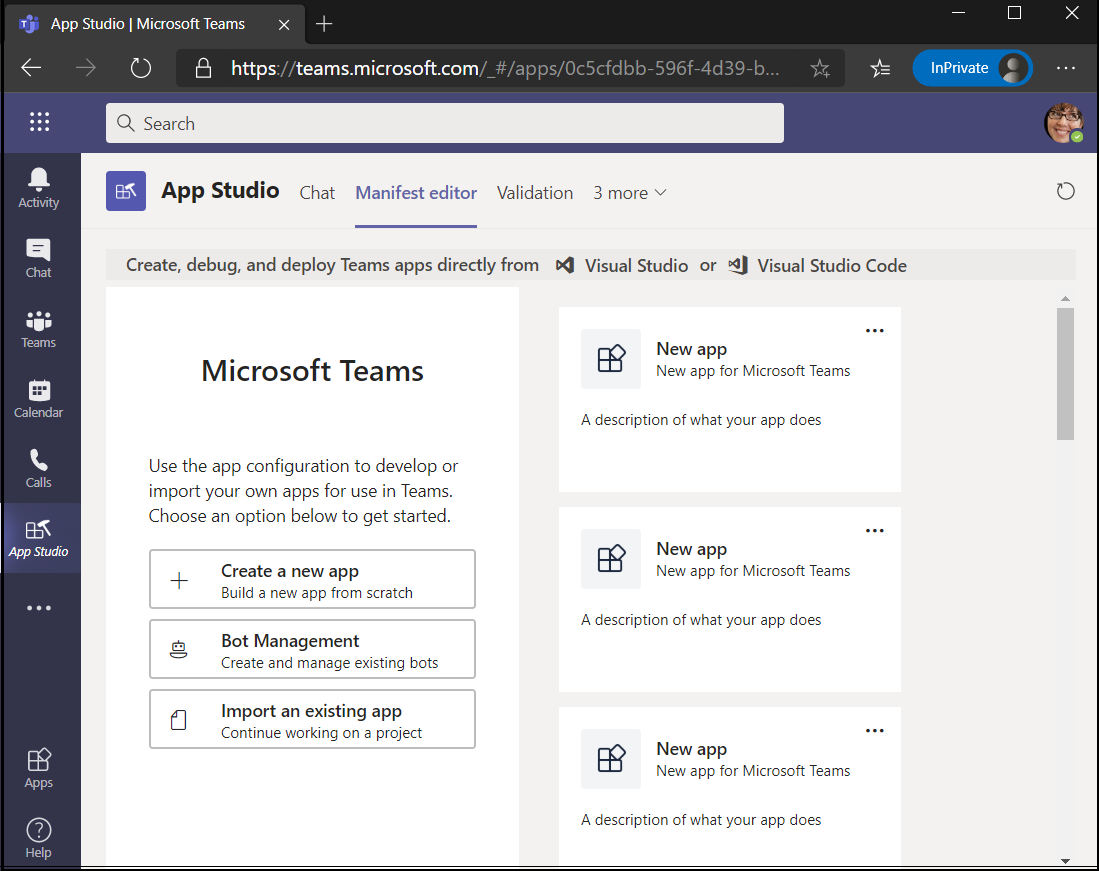 App Studio | Microsoft Teams
https://teams.microsoft.com/_#/apps/0c5cfdbb-596f-4d39-b...
InPrivate
Search
Activity
Chat
Teams
Calendar
Calls
App Studio
Apps
Help
App Studio
Chat
Manifest editor
Validation
3 more
Create, debug, and deploy Teams apps directly from Visual Studio or Visual Studio Code
Microsoft Teams
Use the app configuration to develop or
import your own apps for use in Teams.
Choose an option below to get started.
Create a new app
Build a new app from scratch
Bot Management
Create and manage existing bots
Import an existing app
Continue working on a project
New app
New app for Microsoft Teams
A description of what your app does
New app
New app for Microsoft Teams
A description of what your app does
New app
New app for Microsoft Teams
A description of what your app does